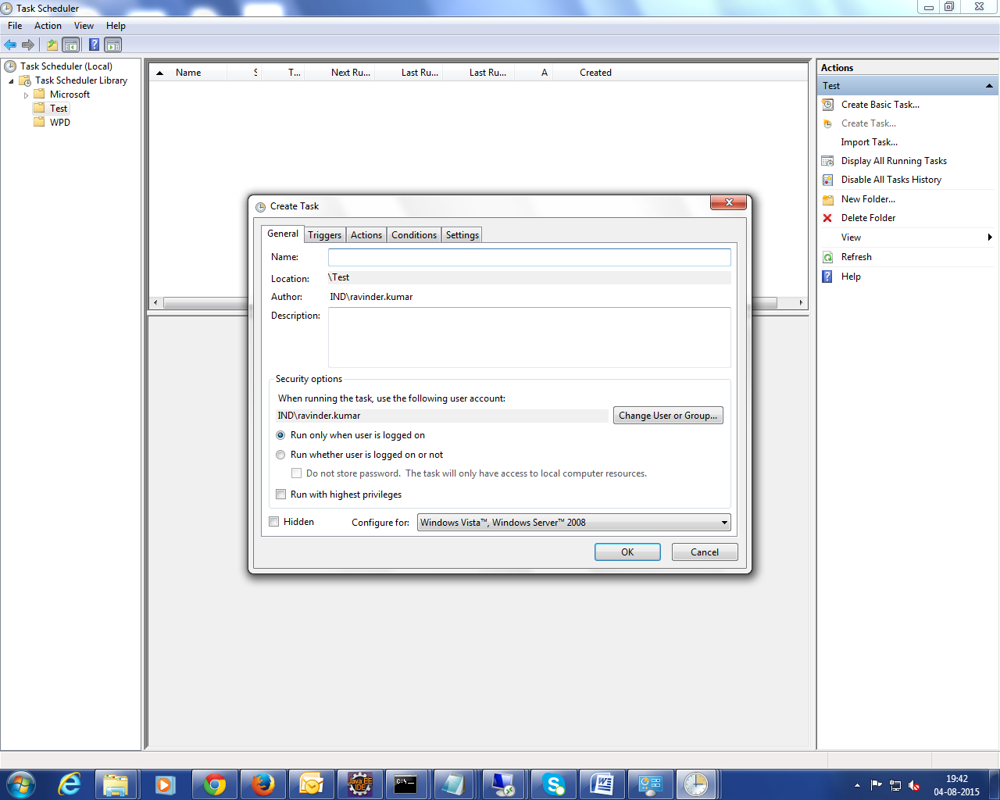 Task Scheduler
File Action View Help
Task Scheduler (Local)
Task Scheduler Library
Microsoft
Test
WPD
Name S T... Next Ru... Last Ru... Last Ru... A Created
Actions
Test
Create Basic Task...
Create Task...
Import Task...
Display All Running Tasks
Disable All Tasks History
New Folder...
Delete Folder
View
Refresh
Help
Create Task
General Triggers Actions Conditions Settings
Name:
Location: \Test
Author: IND\ravinder.kumar
Description:
Security options
When running the task, use the following user account:
IND\ravinder.kumar Change User or Group...
Run only when user is logged on
Run whether user is logged on or not
Do not store password. The task will only have access to local computer resources.
Run with highest privileges
Hidden Configure for: Windows Vista™, Windows Server™ 2008
OK Cancel
Java EE
IDE
C:\_
19:42
04-08-2015